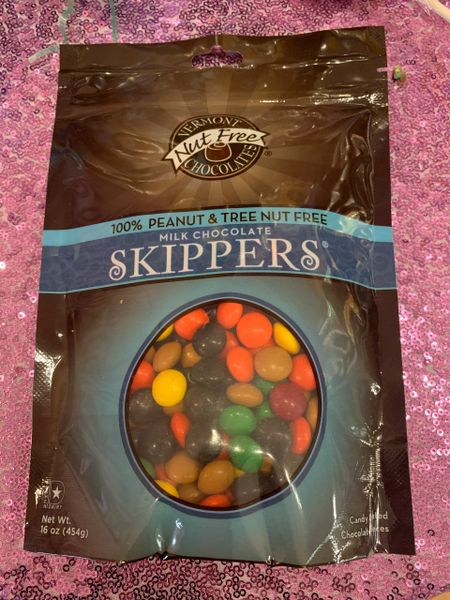 VERMONT
Nut Free
CHOCOLATES®
100% PEANUT & TREE NUT FREE
MILK CHOCOLATE
SKIPPERS®
Net Wt.
16 oz (454g)
Candy
Chocolate